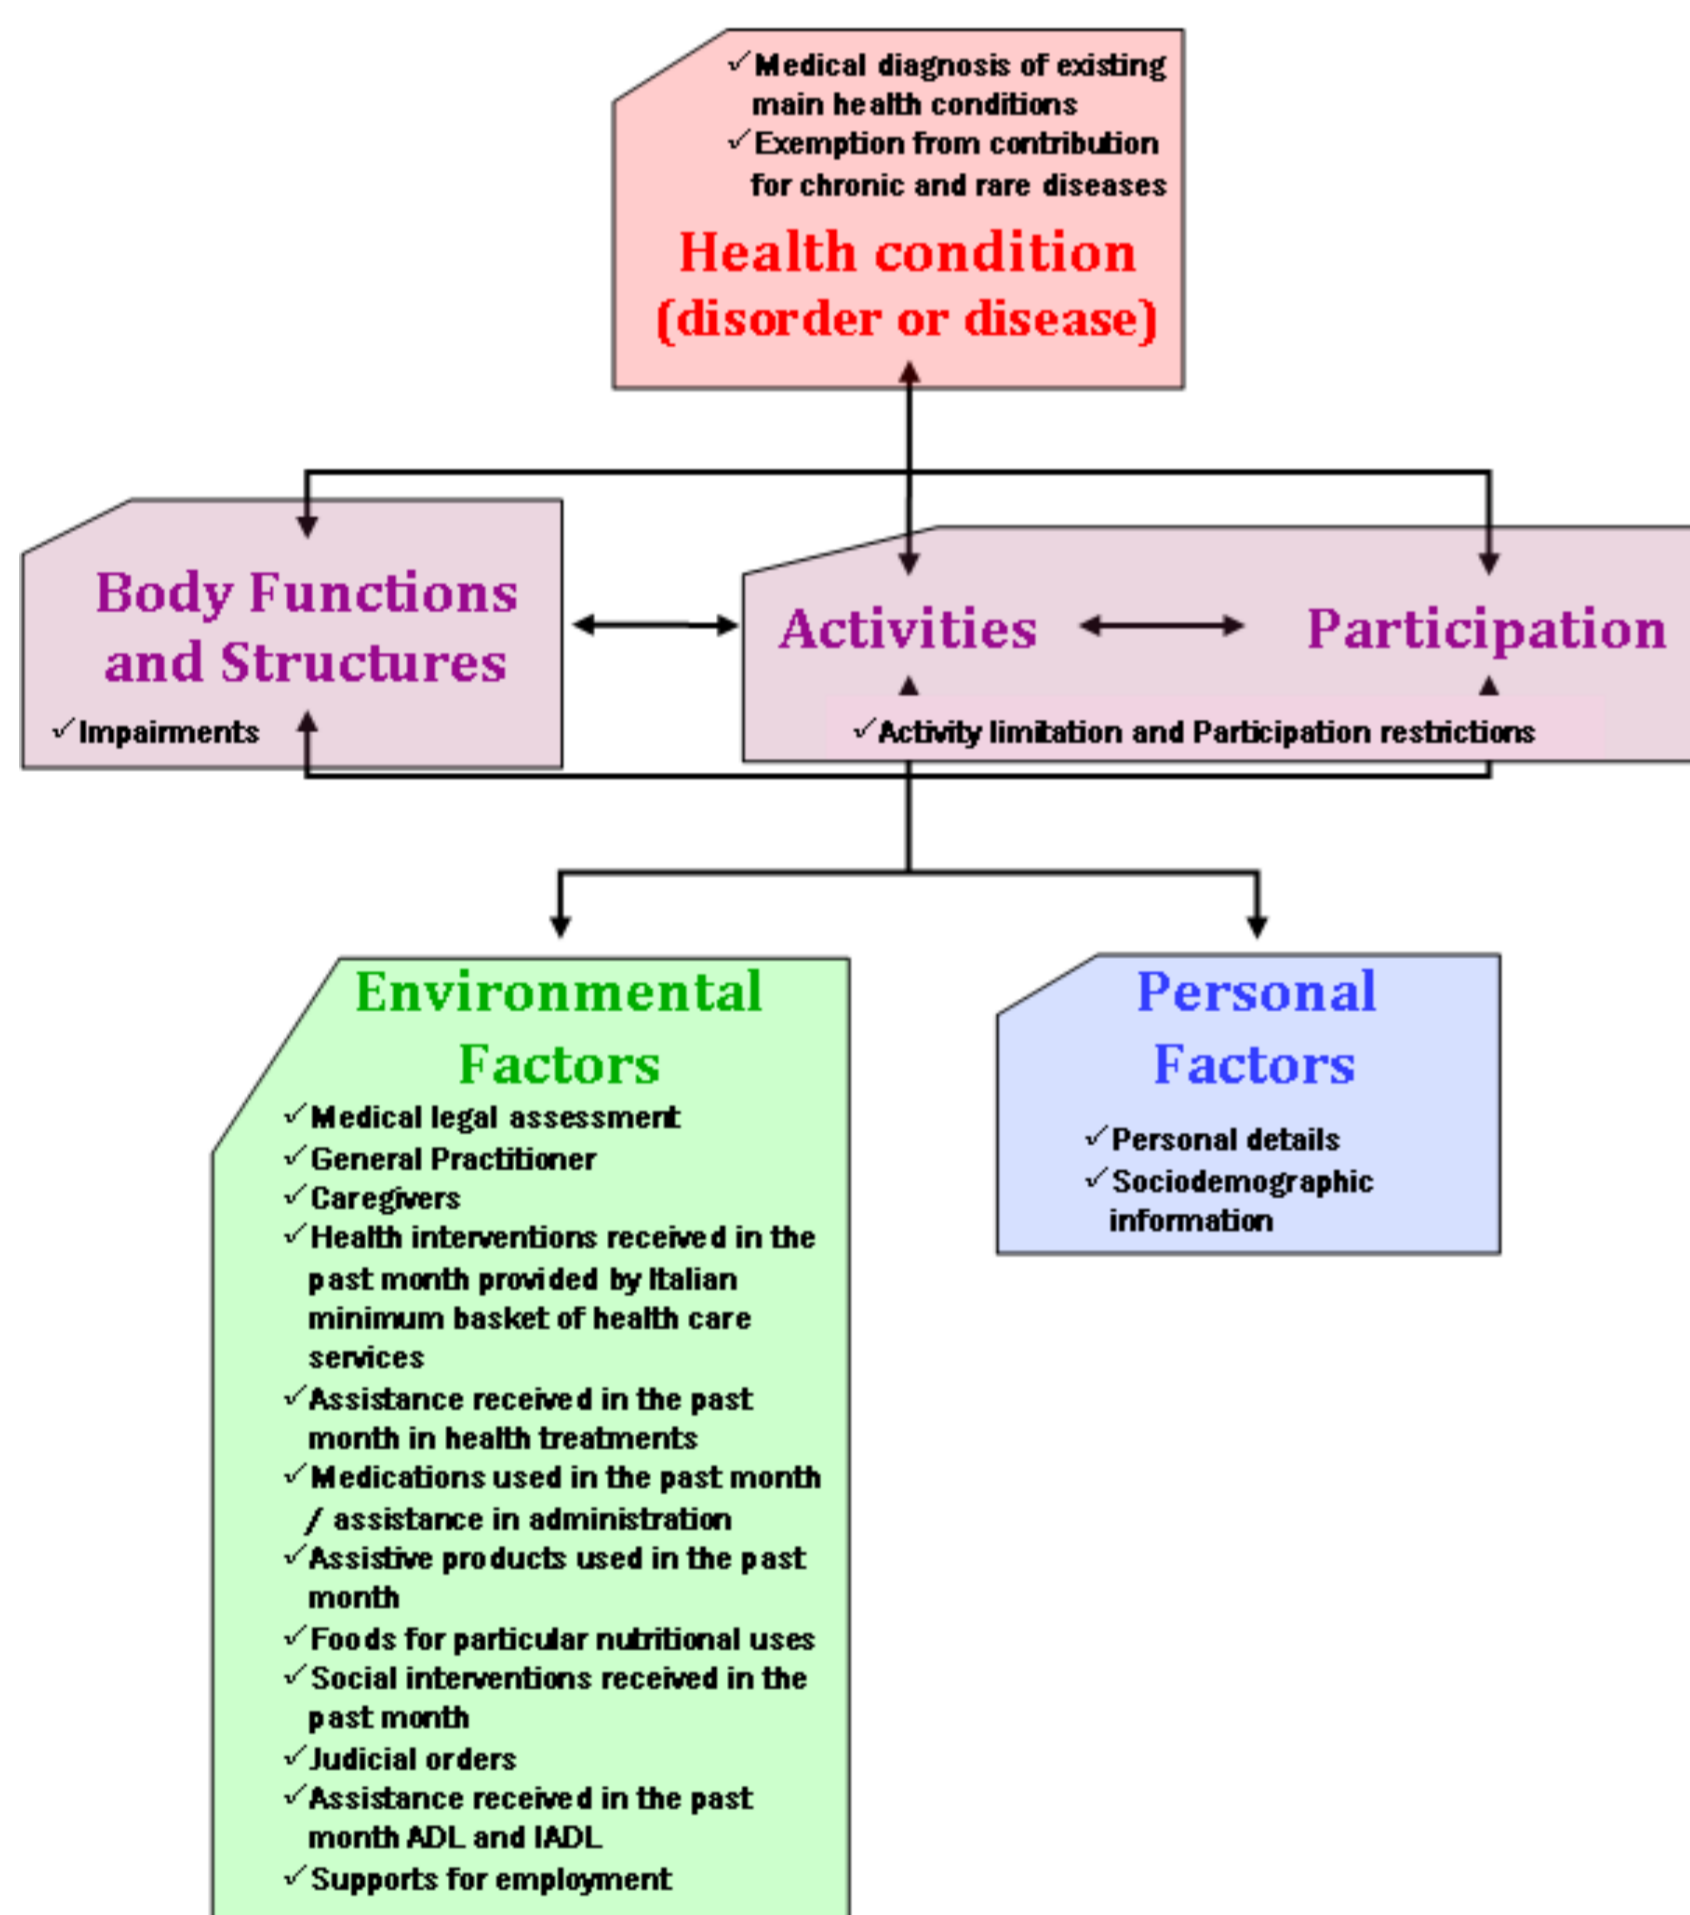 ✓Medical diagnosis of existing
main health conditions
✓Exemption from contribution
for chronic and rare diseases
Health condition
(disorder or disease)
Body Functions
and Structures
✓Impairments
Activities
Participation
✓Activity limitation and Participation restrictions
Environmental
Factors
✓Medical legal assessment
✓General Practitioner
✓Caregivers
✓Health interventions received in the
past month provided by Italian
minimum basket of health care
services
✓Assistance received in the past
month in health treatments
✓Medications used in the past month
/ assistance in administration
✓Assistive products used in the past
month
✓Foods for particular nutritional uses
✓Social interventions received in the
past month
✓Judicial orders
✓Assistance received in the past
month ADL and IADL
✓Supports for employment
Personal
Factors
✓Personal details
✓Sociodemographic
information